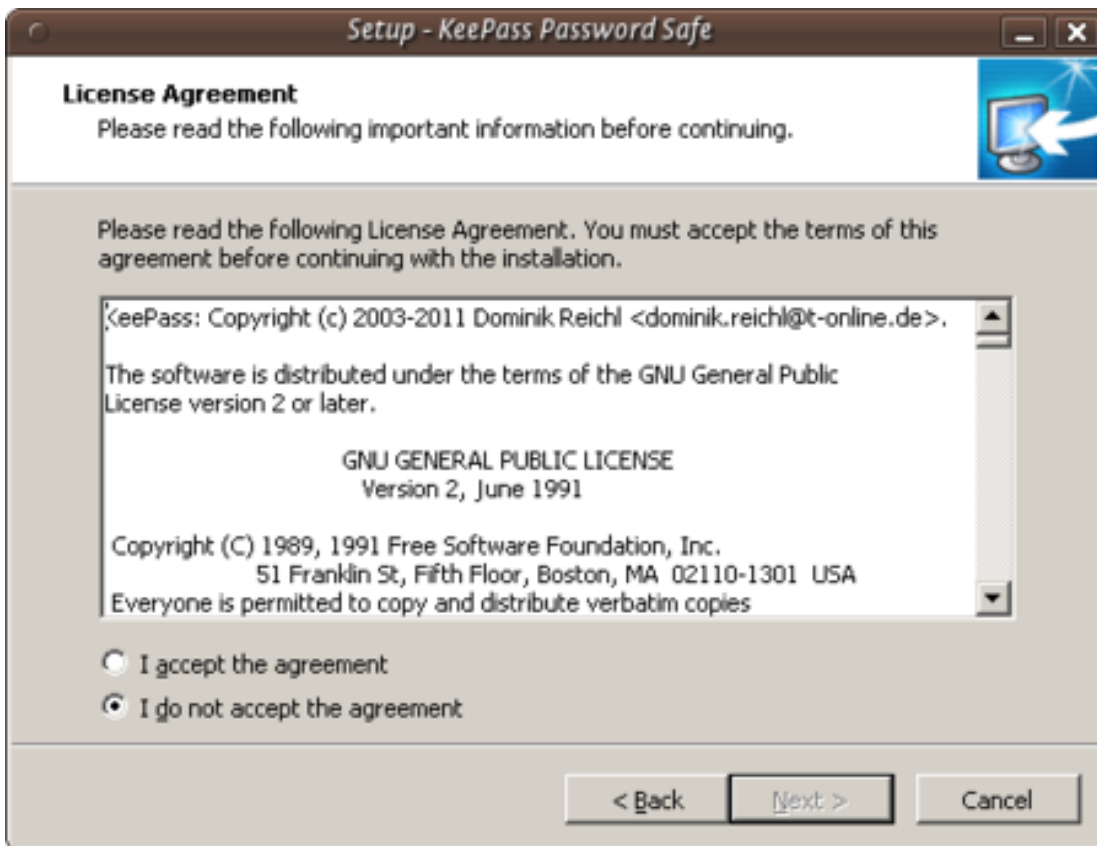 Setup - KeePass Password Safe
License Agreement
Please read the following important information before continuing.
Please read the following License Agreement. You must accept the terms of this
agreement before continuing with the installation.
KeePass: Copyright (c) 2003-2011 Dominik Reichl <dominik.reichl@t-online.de>.
The software is distributed under the terms of the GNU General Public
License version 2 or later.
GNU GENERAL PUBLIC LICENSE
Version 2, June 1991
Copyright (C) 1989, 1991 Free Software Foundation, Inc.
51 Franklin St, Fifth Floor, Boston, MA 02110-1301 USA
Everyone is permitted to copy and distribute verbatim copies
I accept the agreement
I do not accept the agreement
< Back Next > Cancel